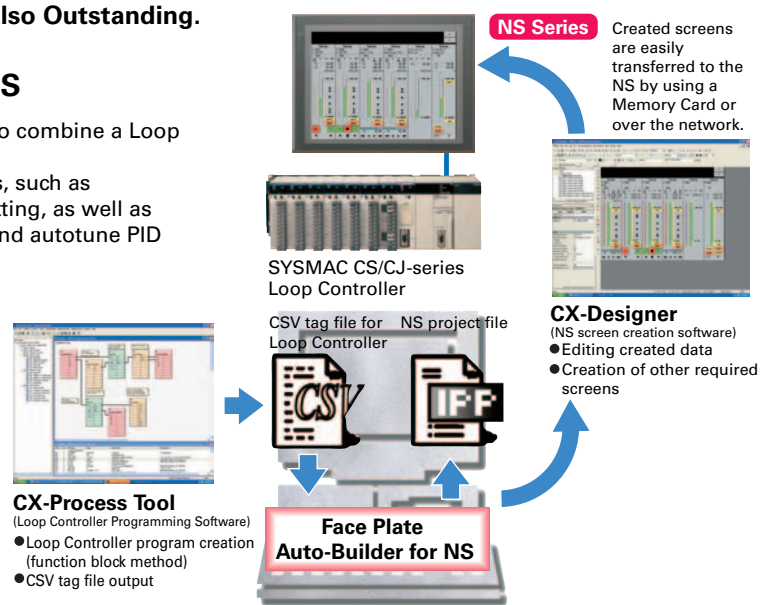 lso Outstanding.
S
o combine a Loop
s, such as
tting, as well as
nd autotune PID
NS Series
Created screens
are easily
transferred to the
NS by using a
Memory Card or
over the network.
SYSMAC CS/CJ-series
Loop Controller
CX-Designer
(NS screen creation software)
●Editing created data
●Creation of other required
screens
CSV tag file for
Loop Controller
NS project file
CSV
IPP
CX-Process Tool
(Loop Controller Programming Software)
●Loop Controller program creation
(function block method)
●CSV tag file output
Face Plate
Auto-Builder for NS